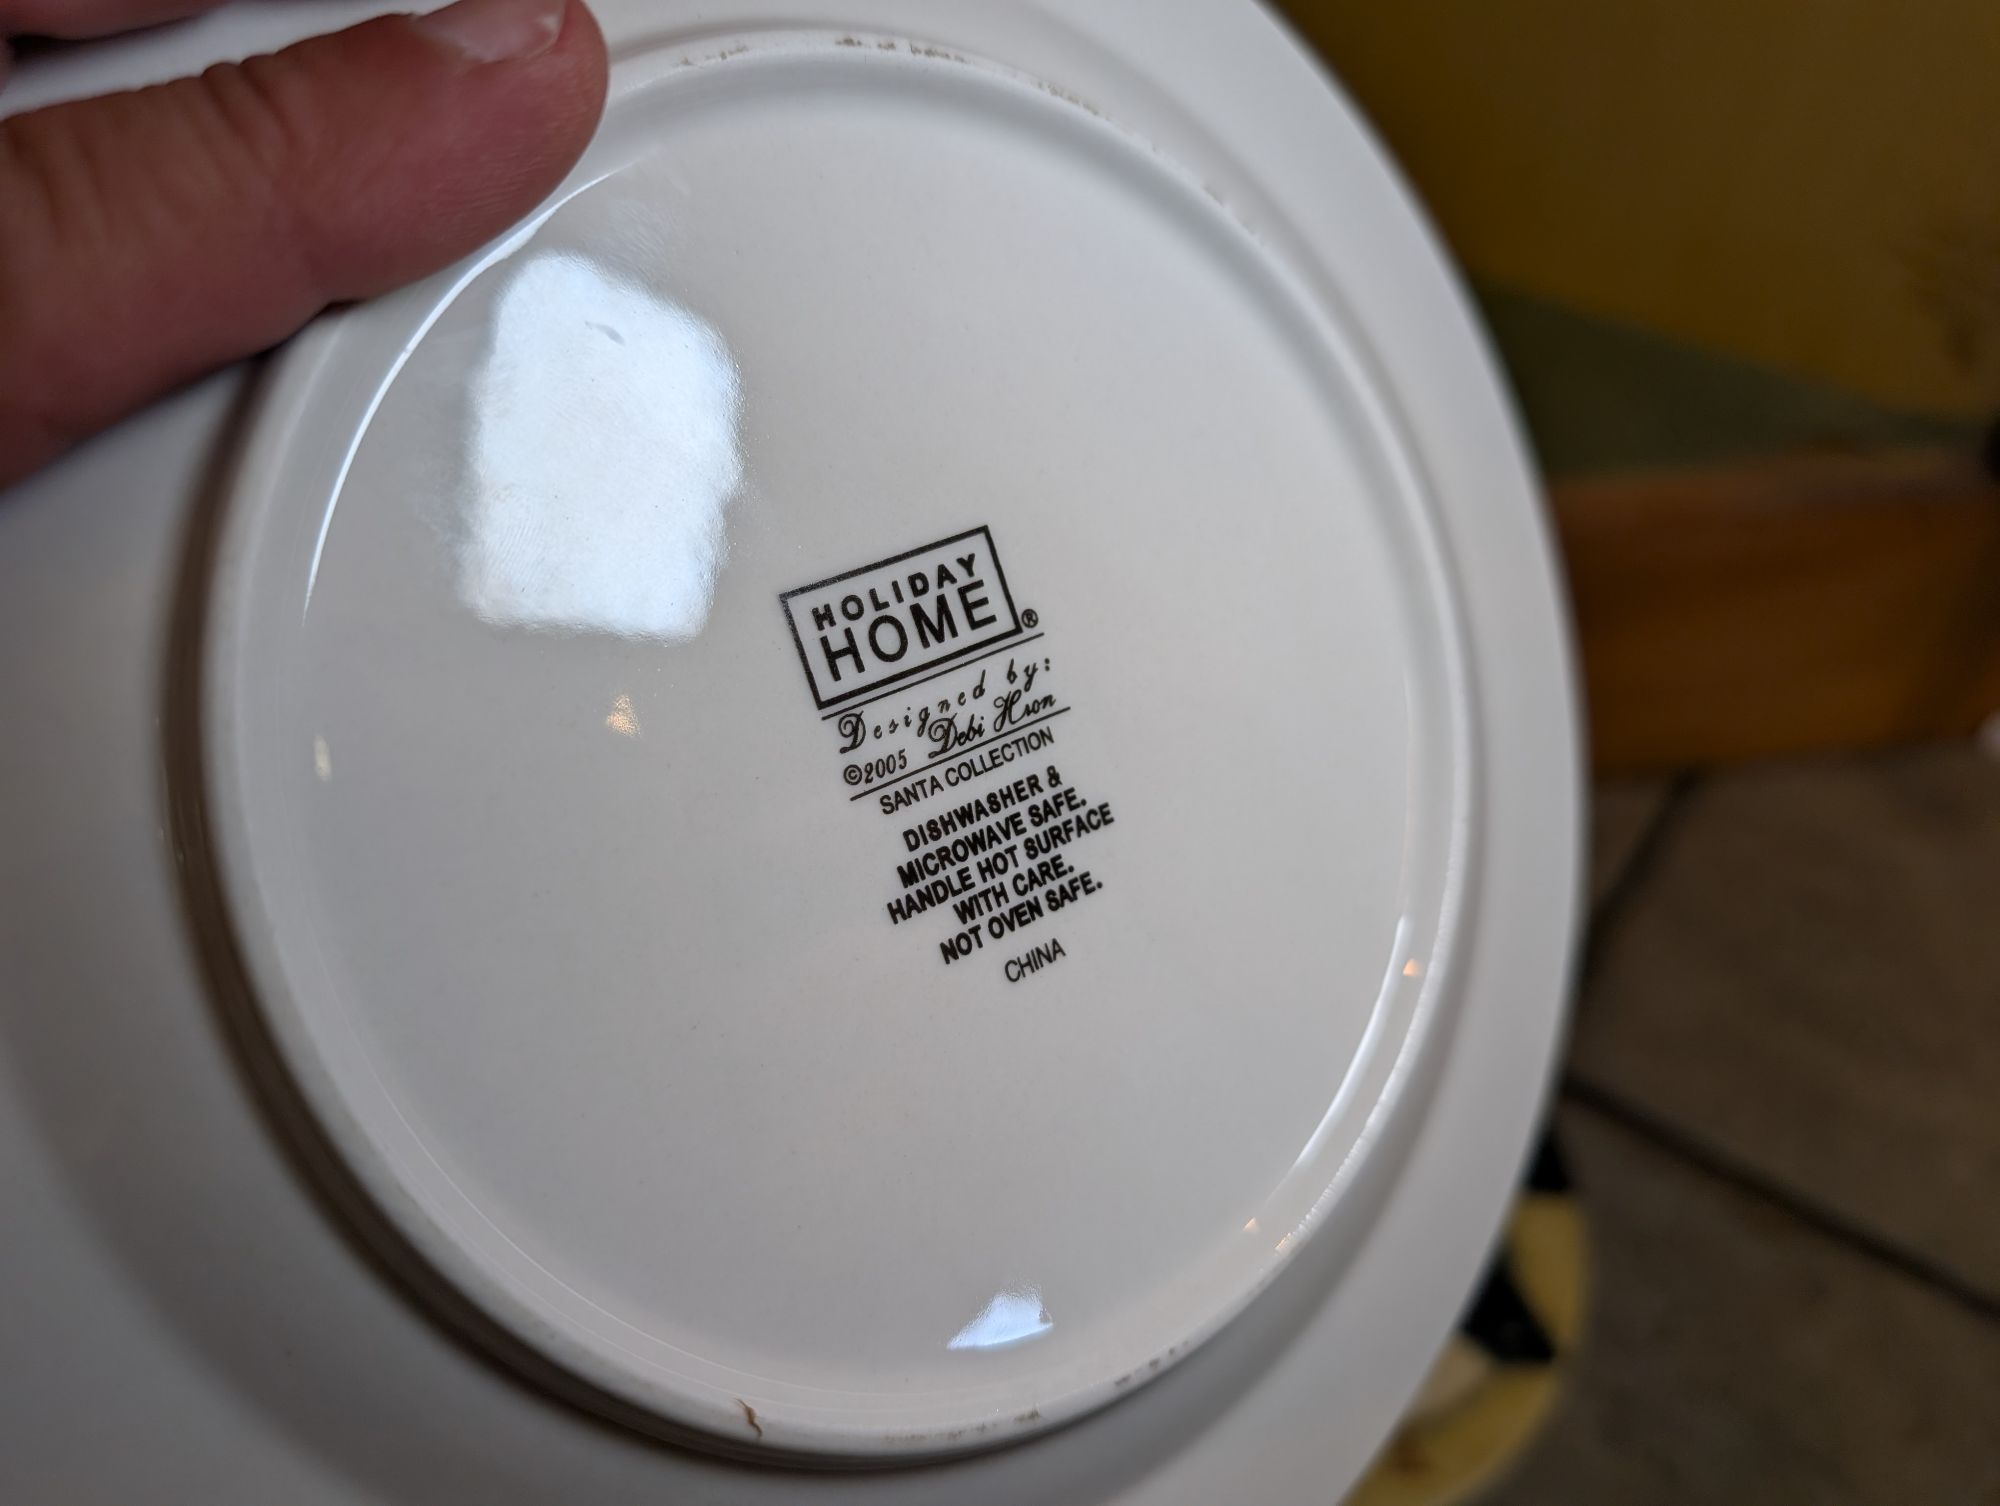 HOLIDAY
HOME®
Designed by:
©2005 Debi Hron
SANTA COLLECTION
DISHWASHER &
MICROWAVE SAFE.
HANDLE HOT SURFACE
WITH CARE.
NOT OVEN SAFE.
CHINA